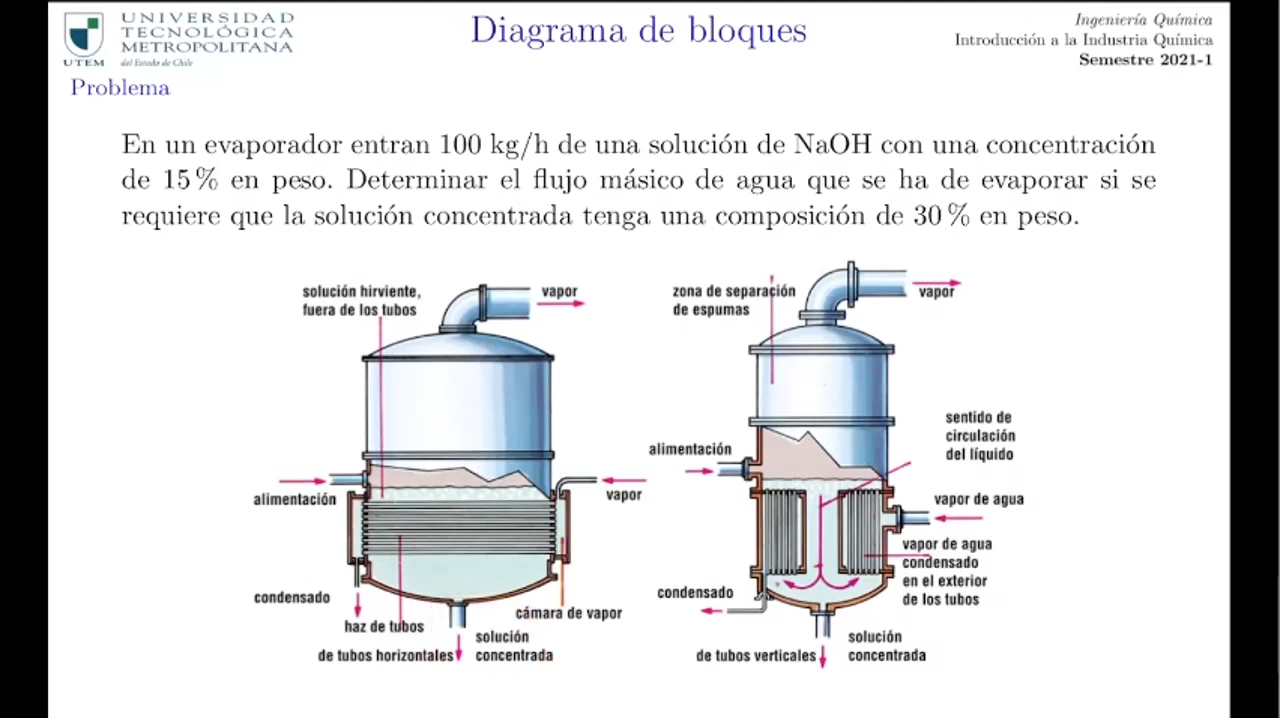 UNIVERSIDAD
TECNOLÓGICA
METROPOLITANA
UTEM
del Estado de Chile
Diagrama de bloques
Ingeniería Química
Introducción a la Industria Química
Semestre 2021-1
Problema
En un evaporador entran 100 kg/h de una solución de NaOH con una concentración
de 15 % en peso. Determinar el flujo másico de agua que se ha de evaporar si se
requiere que la solución concentrada tenga una composición de 30 % en peso.
solución hirviente,
fuera de los tubos
vapor
alimentación
vapor
condensado
haz de tubos
cámara de vapor
solución
concentrada
de tubos horizontales
zona de separación
de espumas
vapor
sentido de
circulación
del líquido
alimentación
vapor de agua
vapor de agua
condensado
en el exterior
de los tubos
condensado
solución
concentrada
de tubos verticales